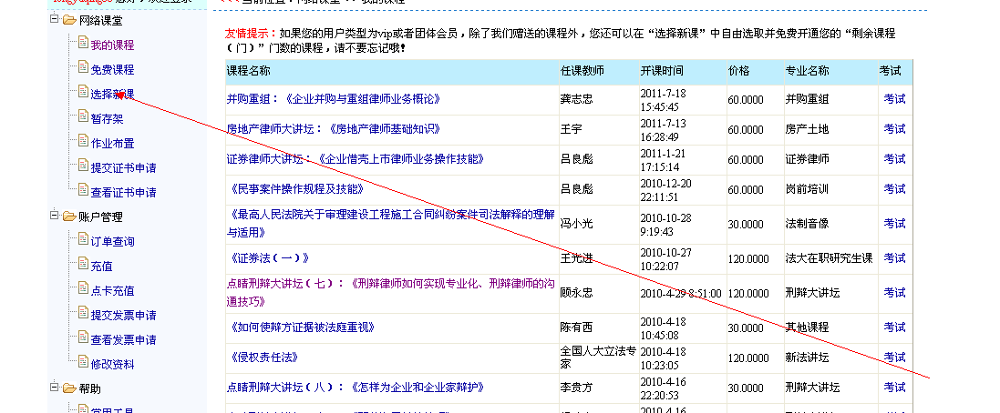 您好，欢迎登录
<<<当前位置：网络课堂 >> 我的课程
网络课堂
我的课程
免费课程
选择新课
暂存架
作业布置
提交证书申请
查看证书申请
账户管理
订单查询
充值
点卡充值
提交发票申请
查看发票申请
修改资料
帮助
常用工具
友情提示：如果您的用户类型为vip或者团体会员，除了我们赠送的课程外，您还可以在“选择新课”中自由选取并免费开通您的“剩余课程
（门）”门数的课程，请不要忘记哦！
课程名称 任课教师 开课时间 价格 专业名称 考试
并购重组：《企业并购与重组律师业务概论》 龚志忠 2011-7-18 60.0000 并购重组 考试
15:45:45
房地产律师大讲坛：《房地产律师基础知识》 王宇 2011-7-13 60.0000 房产土地 考试
16:28:49
证券律师大讲坛：《企业借壳上市律师业务操作技能》 吕良彪 2011-1-21 60.0000 证券律师 考试
17:15:14
《民事案件操作规程及技能》 吕良彪 2010-12-20 60.0000 岗前培训 考试
22:11:51
《最高人民法院关于审理建设工程施工合同纠纷案件司法解释的理解 冯小光 2010-10-28 30.0000 法制音像 考试
与适用》 9:19:43
《证券法（一）》 王光进 2010-10-27 120.0000 法大在职研究生课 考试
10:22:07
点睛刑辩大讲坛（七）：《刑辩律师如何实现专业化、刑辩律师的沟 顾永忠 2010-4-29 8:51:00 120.0000 刑辩大讲坛 考试
通技巧》
《如何使辩方证据被法庭重视》 陈有西 2010-4-18 30.0000 其他课程 考试
10:45:08
《侵权责任法》 全国人大立法专 2010-4-18 120.0000 新法讲坛 考试
家 10:23:05
点睛刑辩大讲坛（八）：《怎样为企业和企业家辩护》 李贵方 2010-4-16 30.0000 刑辩大讲坛 考试
22:20:53
2010-4-16